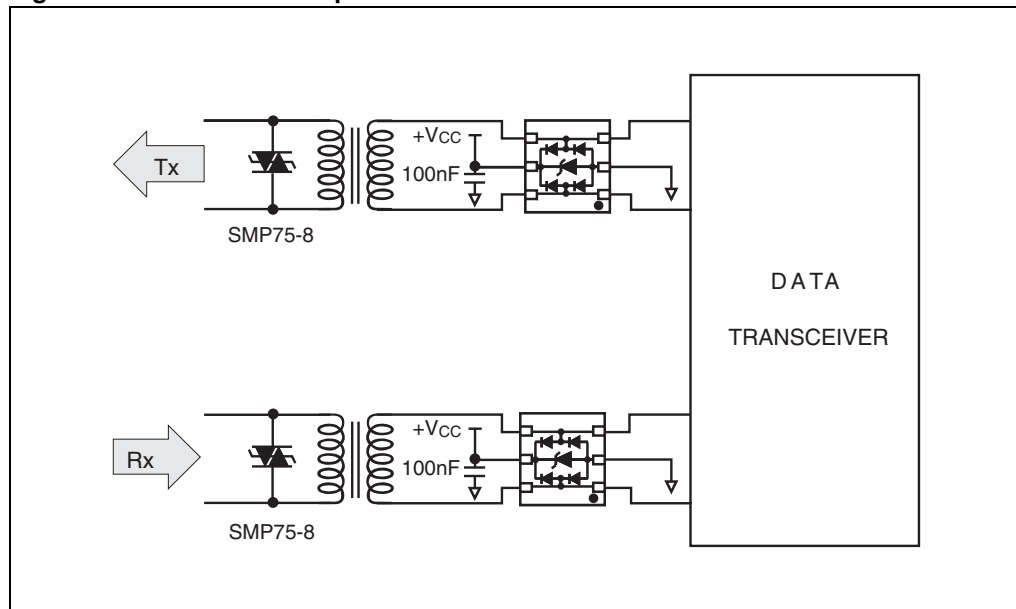 +VCC
Tx
100nF
SMP75-8
DATA
TRANSCEIVER
+VCC
Rx
100nF
SMP75-8